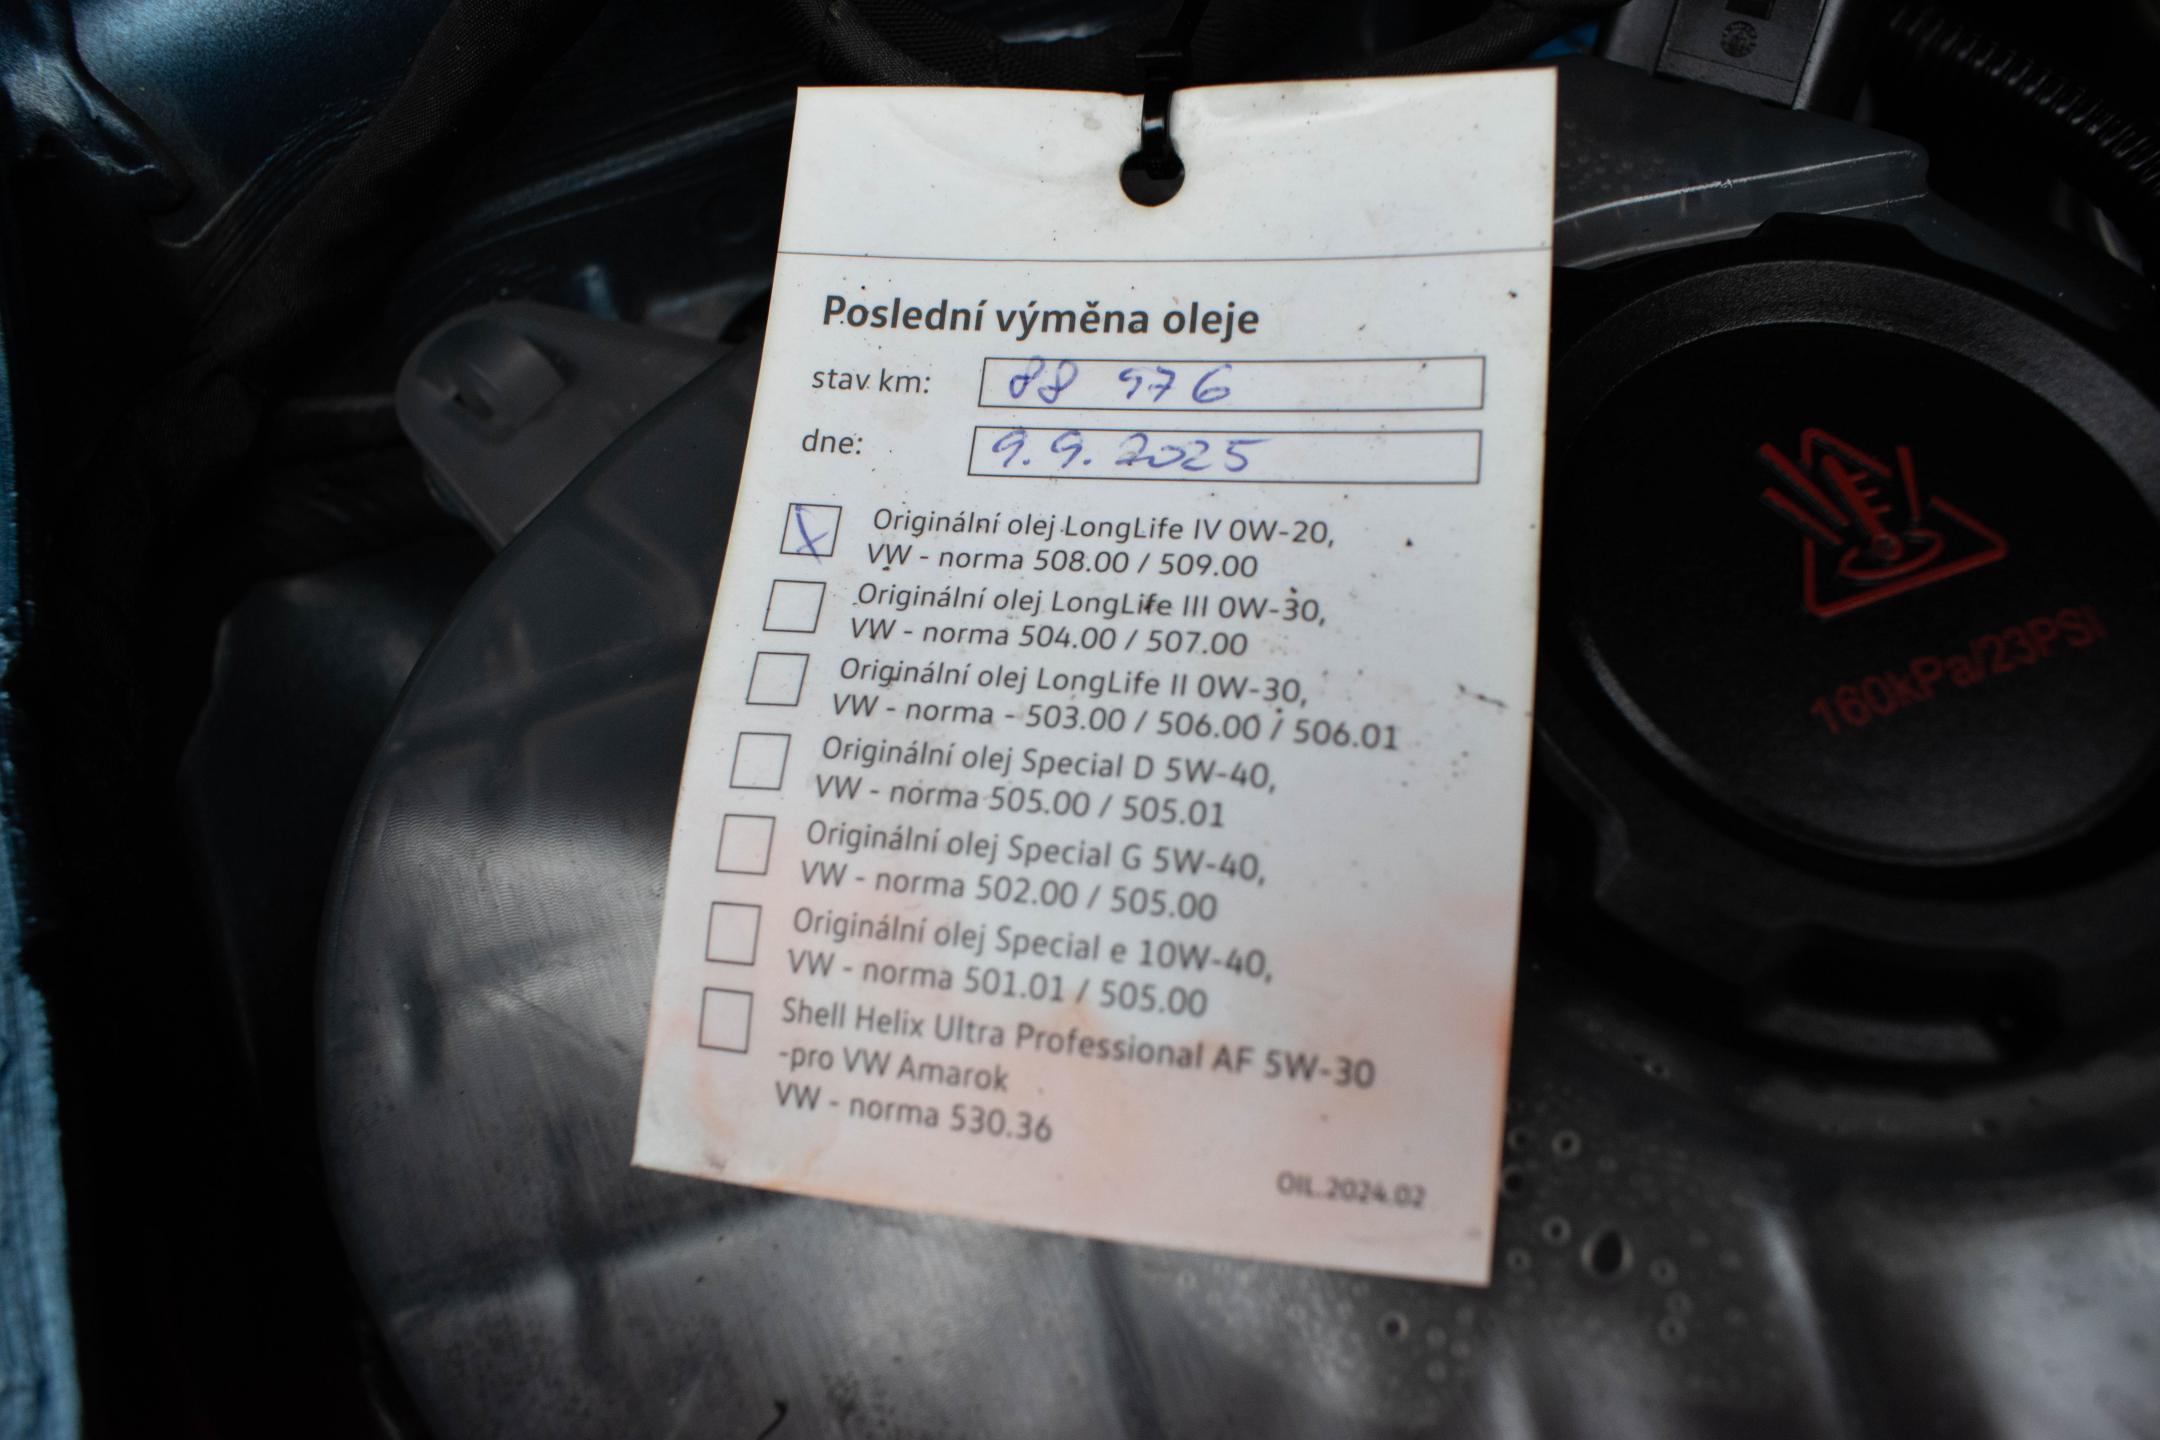 Poslední výměna oleje
stav km: 88 976
dne: 9.9.2025
X Originální olej LongLife IV 0W-20,
VW - norma 508.00 / 509.00
Originální olej LongLife III 0W-30,
VW - norma 504.00 / 507.00
Originální olej LongLife II 0W-30,
VW - norma - 503.00 / 506.00 / 506.01
Originální olej Special D 5W-40,
VW - norma 505.00 / 505.01
Originální olej Special G 5W-40,
VW - norma 502.00 / 505.00
Originální olej Special e 10W-40,
VW - norma 501.01 / 505.00
Shell Helix Ultra Professional AF 5W-30
-pro VW Amarok
VW - norma 530.36
OIL.2024.02
160kPa/23PSI